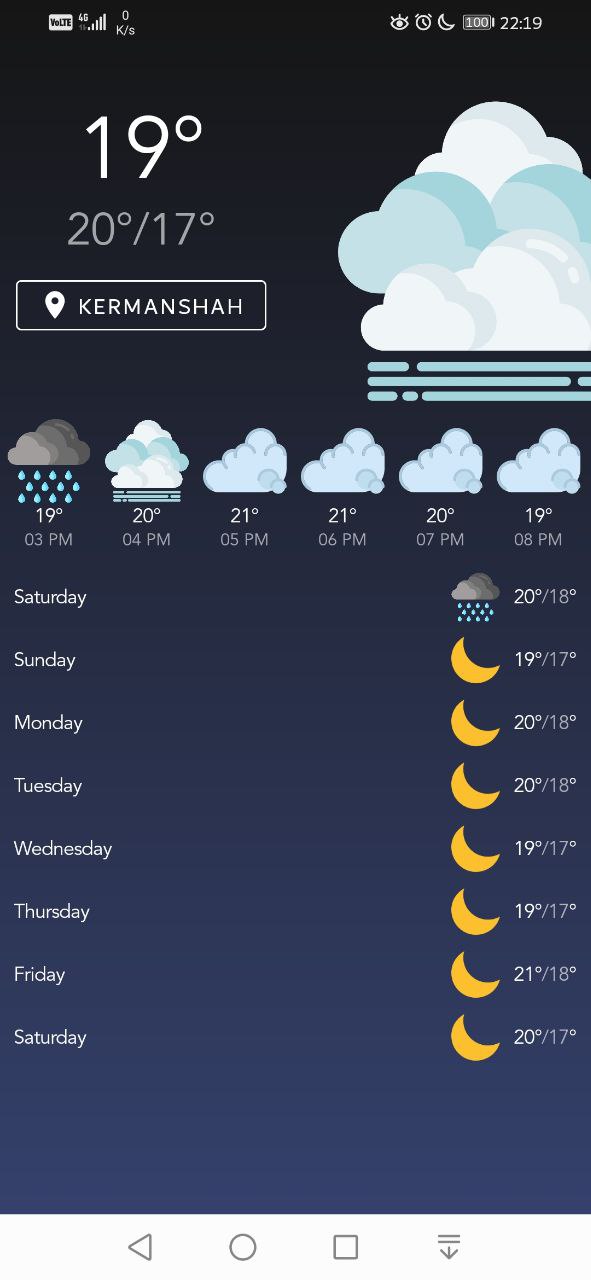 VoLTE 4G 0 K/s 100 22:19
19°
20°/17°
KERMANSHAH
19° 20° 21° 21° 20° 19°
03 PM 04 PM 05 PM 06 PM 07 PM 08 PM
Saturday 20°/18°
Sunday 19°/17°
Monday 20°/18°
Tuesday 20°/18°
Wednesday 19°/17°
Thursday 19°/17°
Friday 21°/18°
Saturday 20°/17°